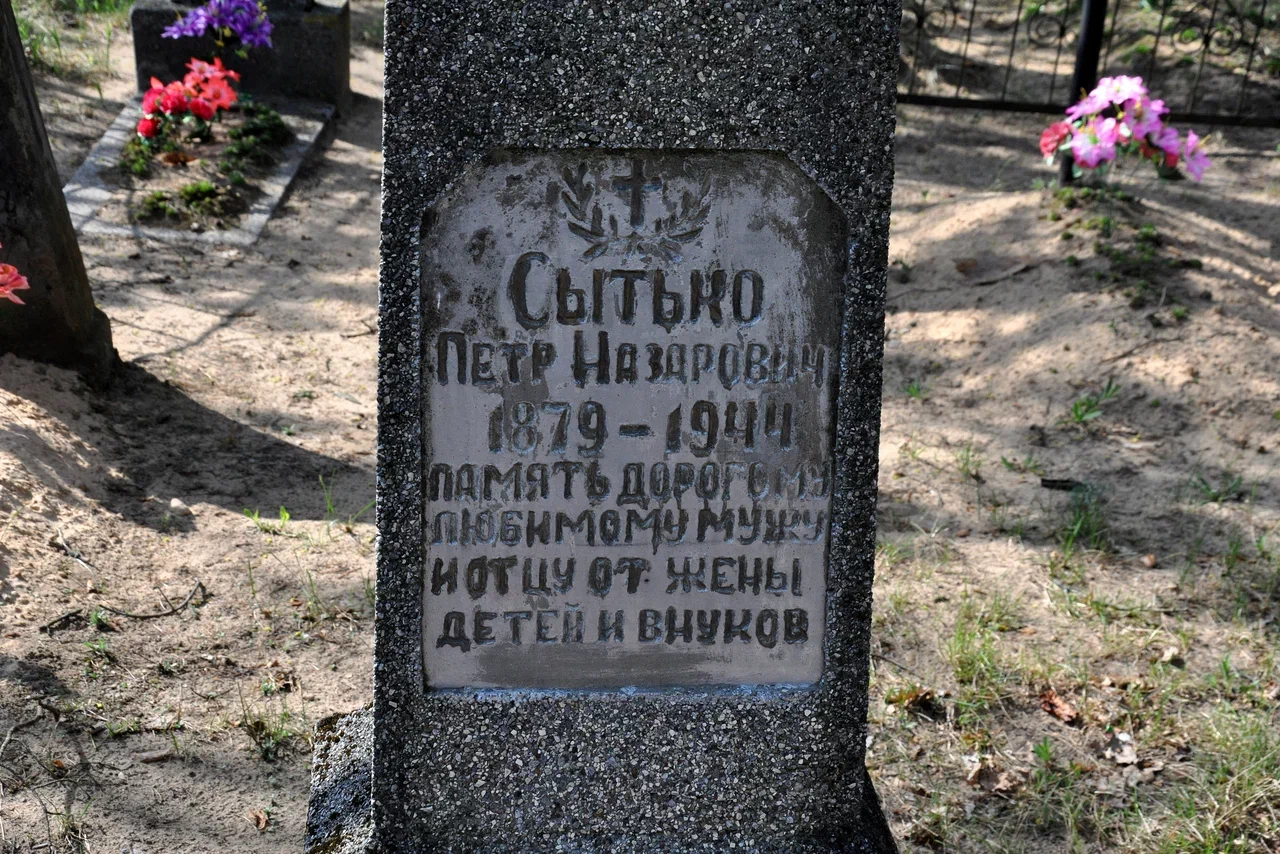 Сытько
Петр Назарович
1879 – 1944
память дорогому
любимому мужу
и отцу от жены
детей и внуков